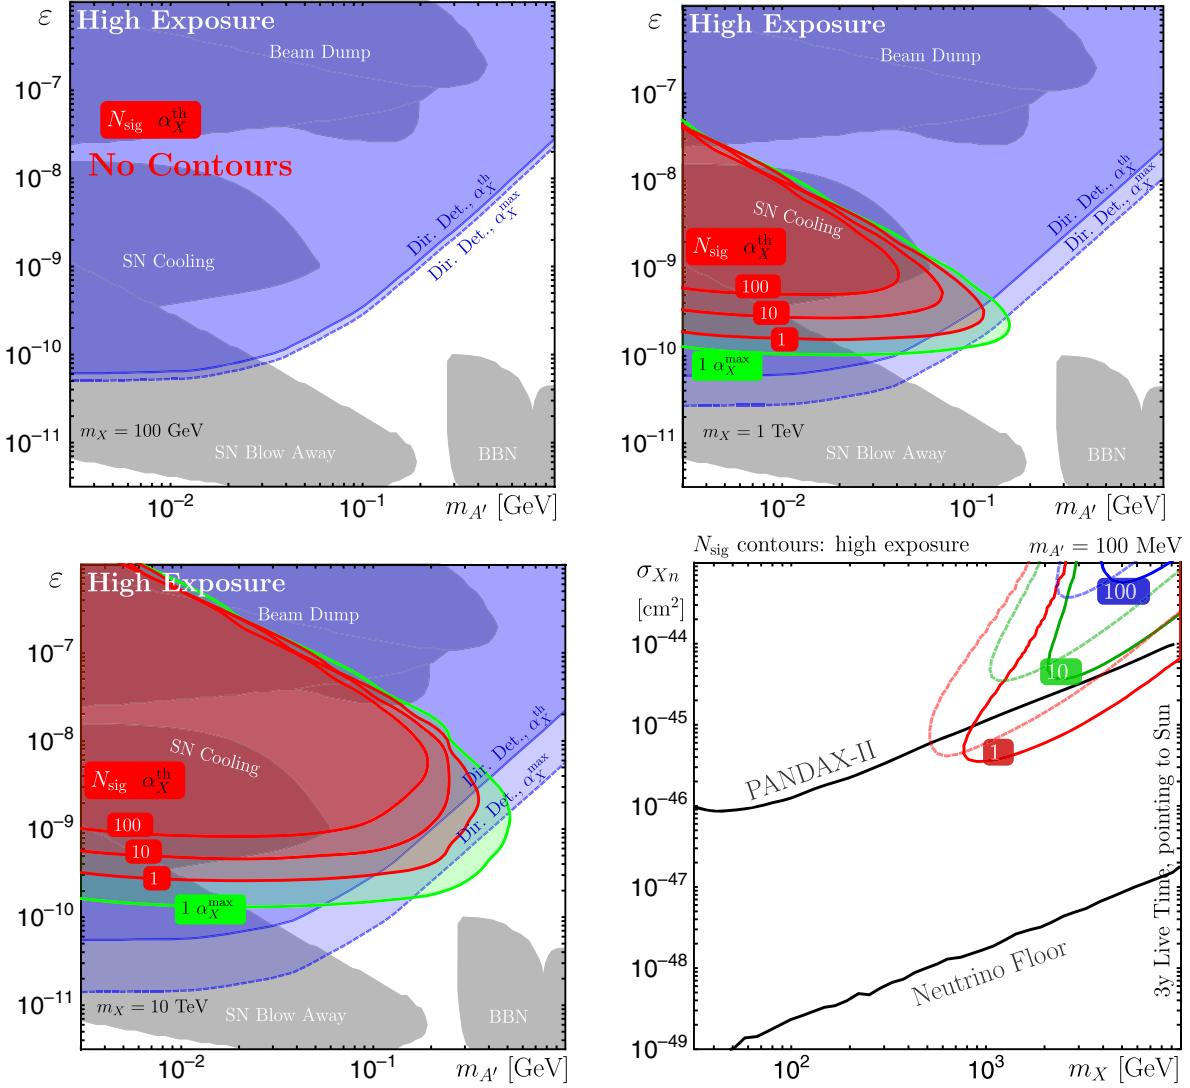 ε
High Exposure
Beam Dump
10⁻⁷
N_sig α_X^th
No Contours
10⁻⁸
Dir. Det., α_X^th
Dir. Det., α_X^max
SN Cooling
10⁻⁹
10⁻¹⁰
10⁻¹¹
m_X = 100 GeV
SN Blow Away
BBN
10⁻² 10⁻¹ m_A′ [GeV]
ε
High Exposure
Beam Dump
10⁻⁷
10⁻⁸
Dir. Det., α_X^th
Dir. Det., α_X^max
SN Cooling
N_sig α_X^th
10⁻⁹
100
10
1
10⁻¹⁰
1 α_X^max
10⁻¹¹
m_X = 1 TeV
SN Blow Away
BBN
10⁻² 10⁻¹ m_A′ [GeV]
ε
High Exposure
Beam Dump
10⁻⁷
10⁻⁸
Dir. Det., α_X^th
Dir. Det., α_X^max
SN Cooling
N_sig α_X^th
10⁻⁹
100
10
1
1 α_X^max
10⁻¹⁰
10⁻¹¹
m_X = 10 TeV
SN Blow Away
BBN
10⁻² 10⁻¹ m_A′ [GeV]
N_sig contours: high exposure
m_A′ = 100 MeV
σ_Xn
[cm²]
100
10⁻⁴⁴
10
10⁻⁴⁵
1
PANDAX-II
10⁻⁴⁶
10⁻⁴⁷
10⁻⁴⁸
Neutrino Floor
10⁻⁴⁹
3y Live Time, pointing to Sun
10² 10³ m_X [GeV]